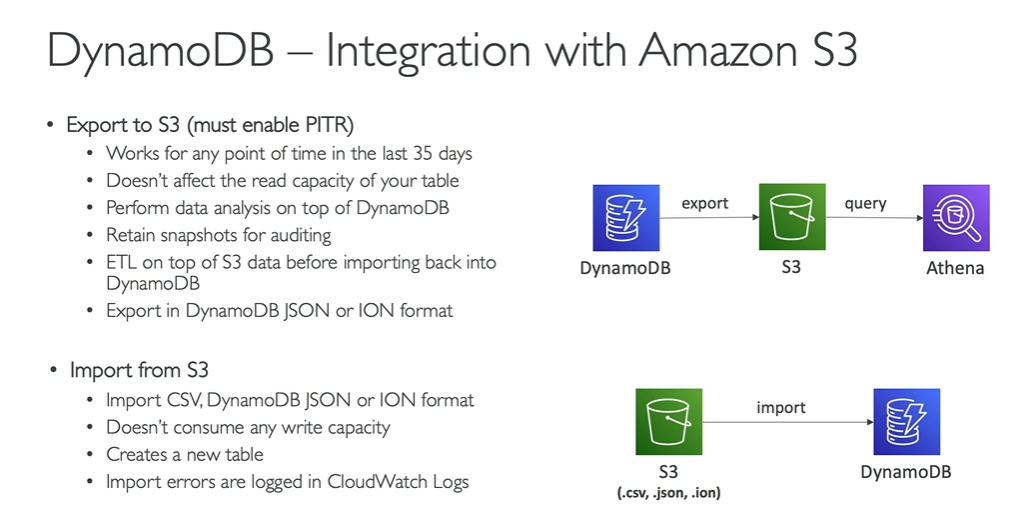 DynamoDB – Integration with Amazon S3
• Export to S3 (must enable PITR)
• Works for any point of time in the last 35 days
• Doesn't affect the read capacity of your table
• Perform data analysis on top of DynamoDB
• Retain snapshots for auditing
• ETL on top of S3 data before importing back into
DynamoDB
• Export in DynamoDB JSON or ION format
export
query
DynamoDB
S3
Athena
• Import from S3
• Import CSV, DynamoDB JSON or ION format
• Doesn't consume any write capacity
• Creates a new table
• Import errors are logged in CloudWatch Logs
import
S3
(.csv, .json, .ion)
DynamoDB